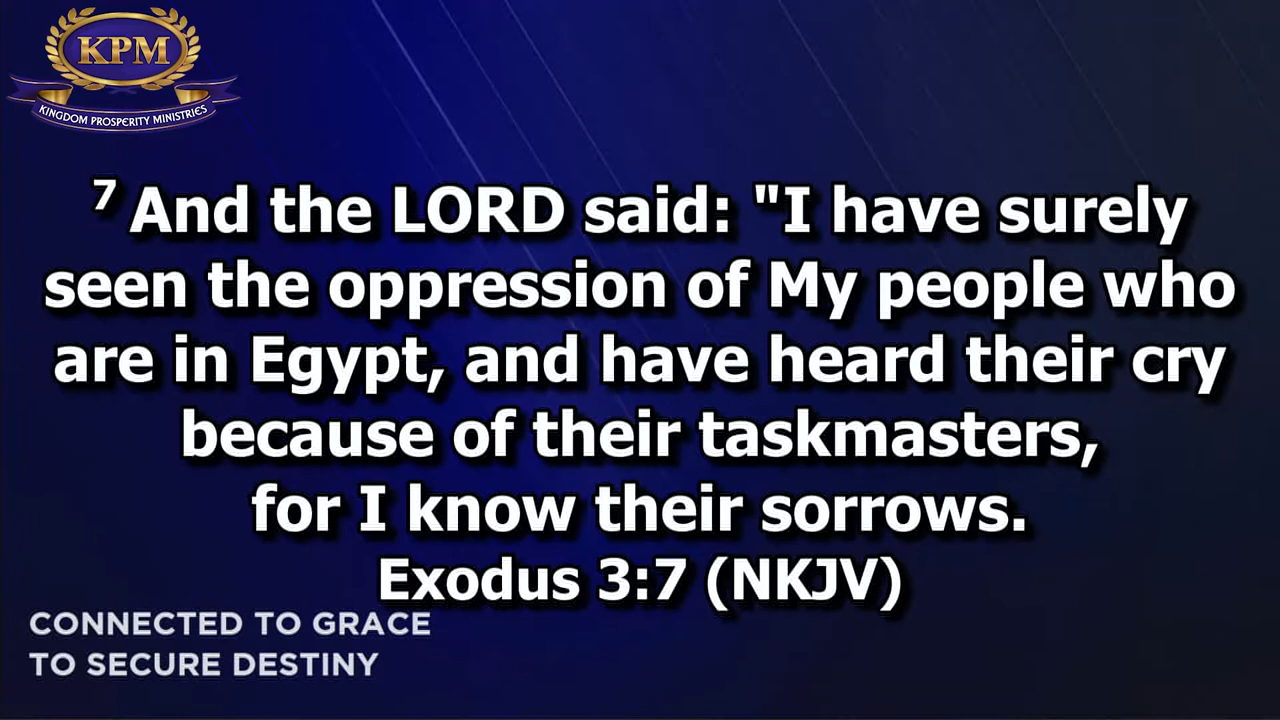 KPM
KINGDOM PROSPERITY MINISTRIES
7 And the LORD said: "I have surely
seen the oppression of My people who
are in Egypt, and have heard their cry
because of their taskmasters,
for I know their sorrows.
Exodus 3:7 (NKJV)
CONNECTED TO GRACE
TO SECURE DESTINY